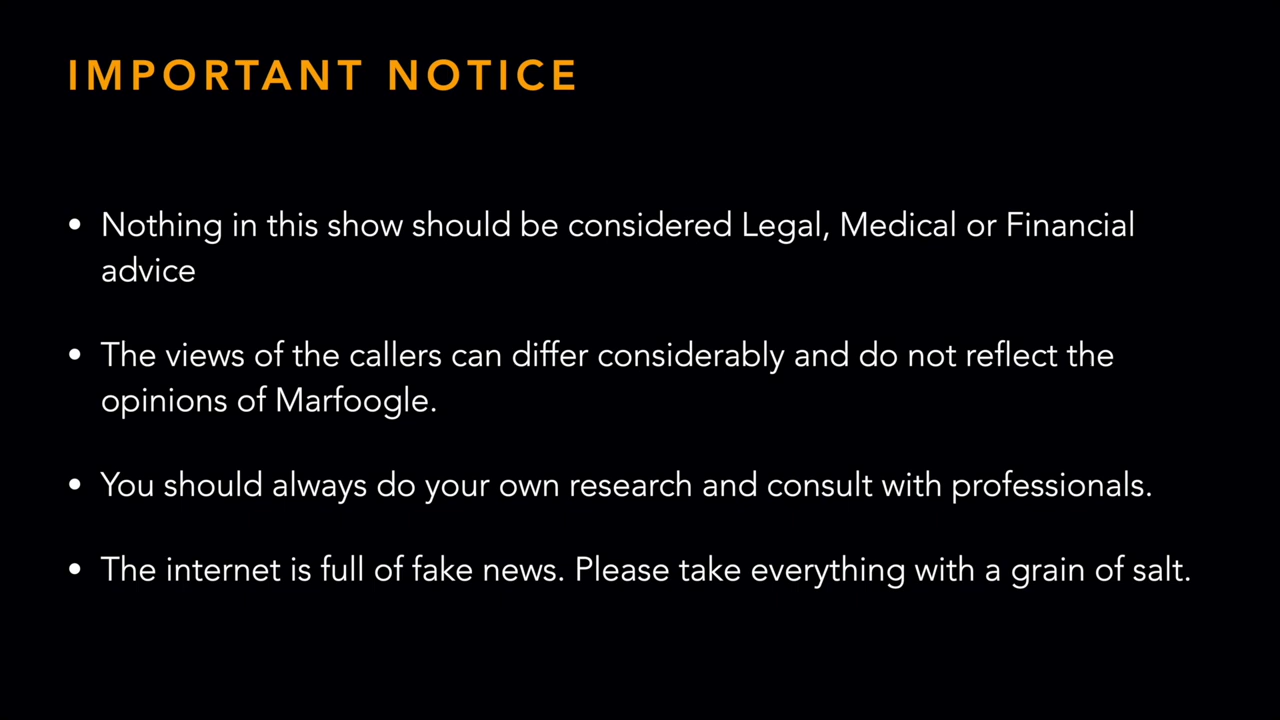 IMPORTANT NOTICE
• Nothing in this show should be considered Legal, Medical or Financial
advice
• The views of the callers can differ considerably and do not reflect the
opinions of Marfoogle.
• You should always do your own research and consult with professionals.
• The internet is full of fake news. Please take everything with a grain of salt.